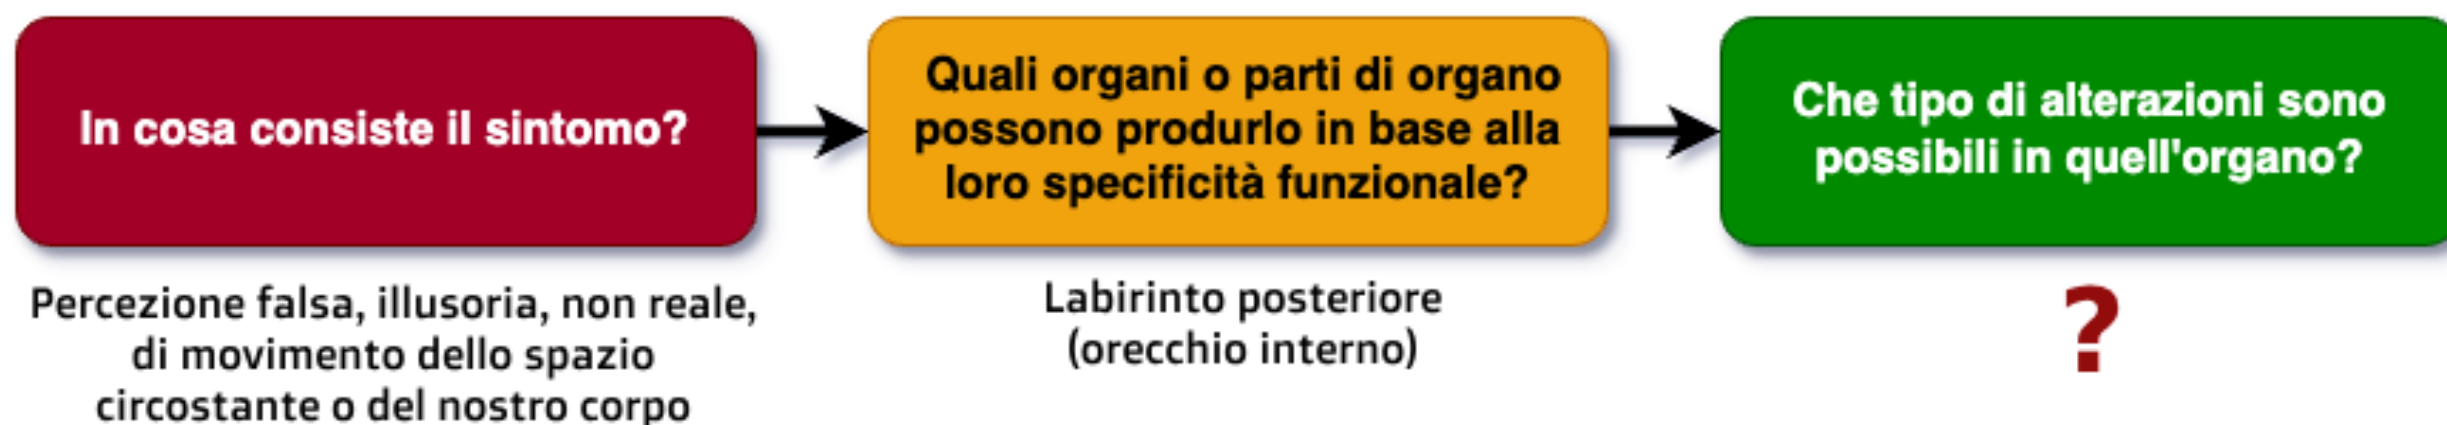 In cosa consiste il sintomo?
Percezione falsa, illusoria, non reale,
di movimento dello spazio
circostante o del nostro corpo
Quali organi o parti di organo
possono produrlo in base alla
loro specificità funzionale?
Labirinto posteriore
(orecchio interno)
Che tipo di alterazioni sono
possibili in quell'organo?
?